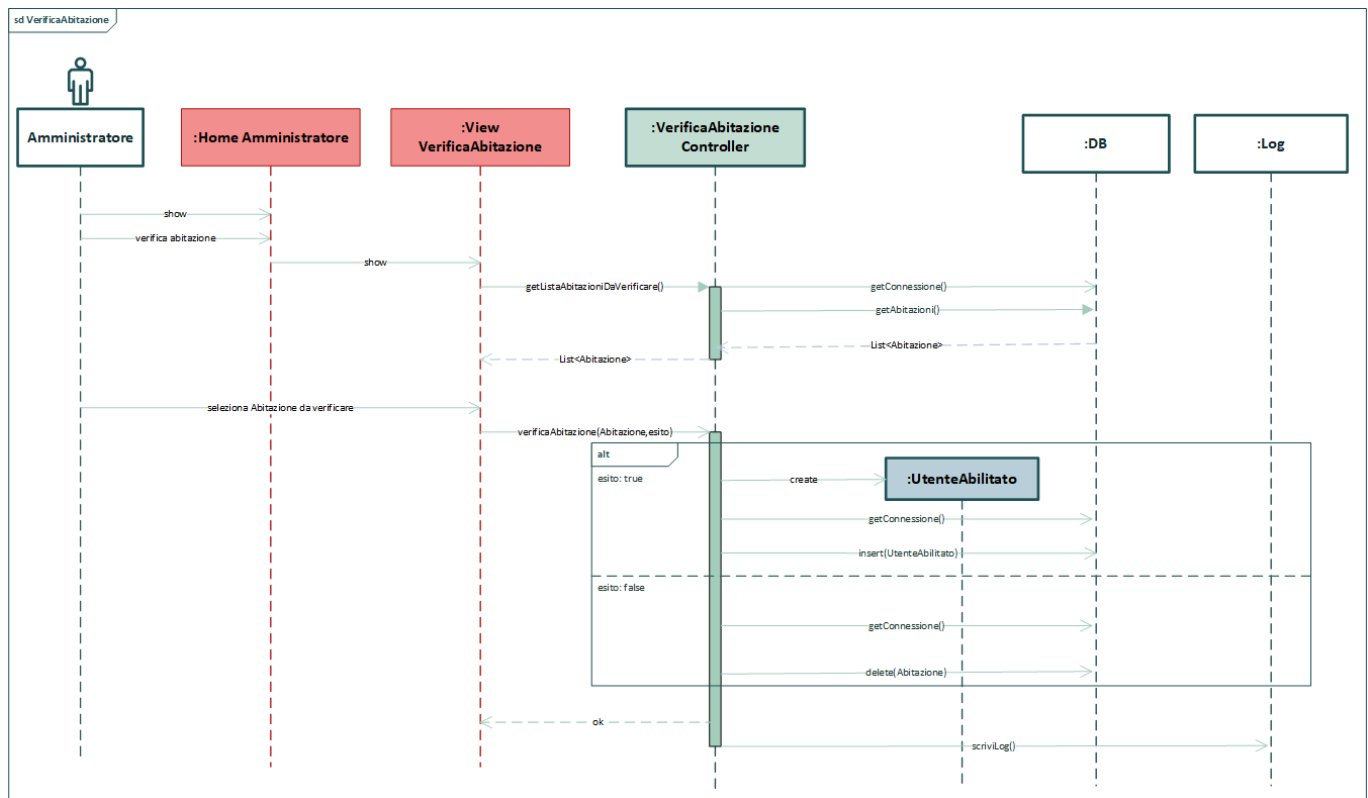 sd VerificaAbitazione
Amministratore
:Home Amministratore
:View
VerificaAbitazione
:VerificaAbitazione
Controller
:DB
:Log
show
verifica abitazione
show
getListaAbitazioniDaVerificare()
getConnessione()
getAbitazioni()
List<Abitazione>
List<Abitazione>
seleziona Abitazione da verificare
verificaAbitazione(Abitazione,esito)
alt
esito: true
create
:UtenteAbilitato
getConnessione()
insert(UtenteAbilitato)
esito: false
getConnessione()
delete(Abitazione)
ok
scriviLog()